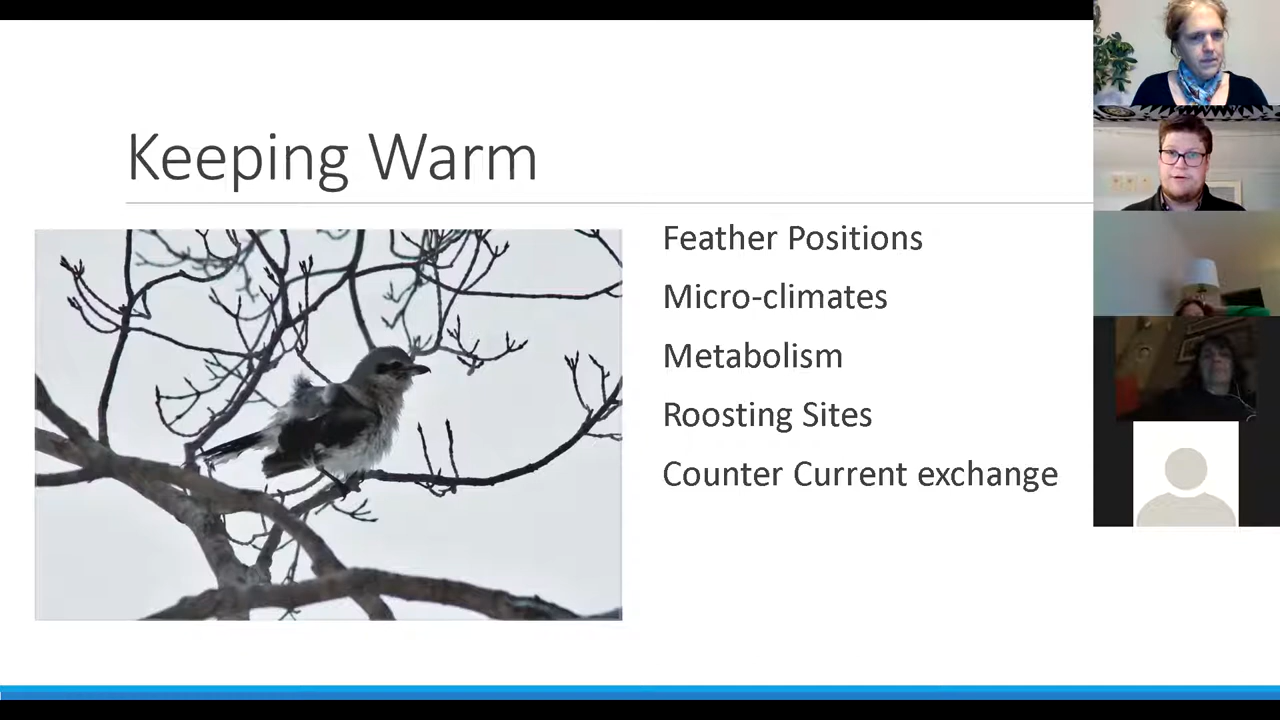 Keeping Warm
Feather Positions
Micro-climates
Metabolism
Roosting Sites
Counter Current exchange